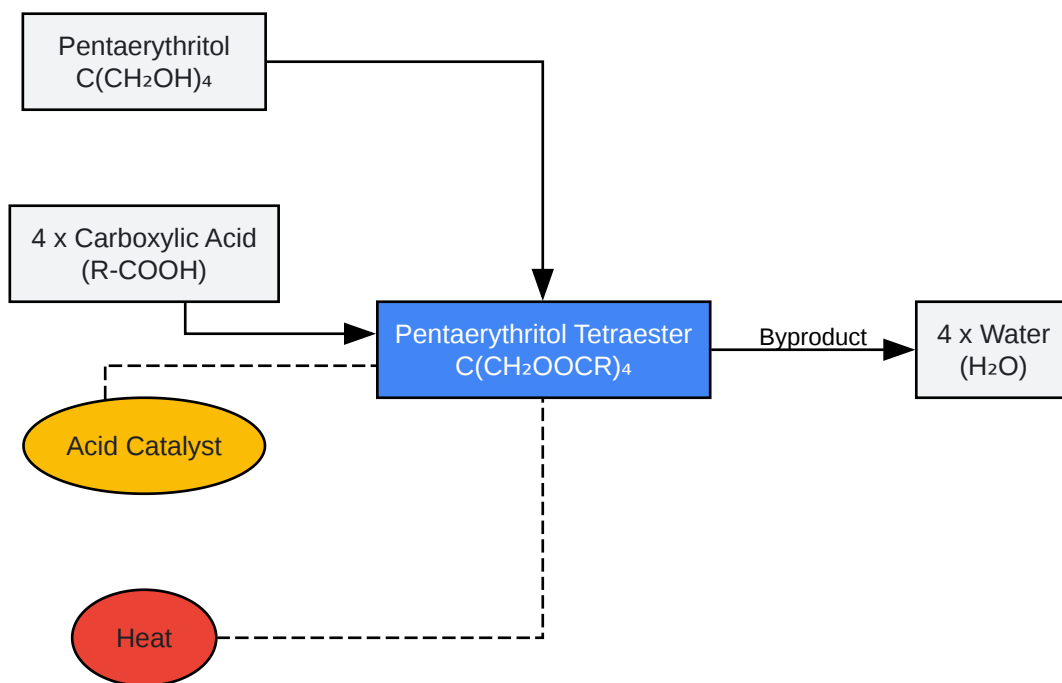 Pentaerythritol
C(CH₂OH)₄
4 x Carboxylic Acid
(R-COOH)
Pentaerythritol Tetraester
C(CH₂OOCR)₄
Byproduct
4 x Water
(H₂O)
Acid Catalyst
Heat